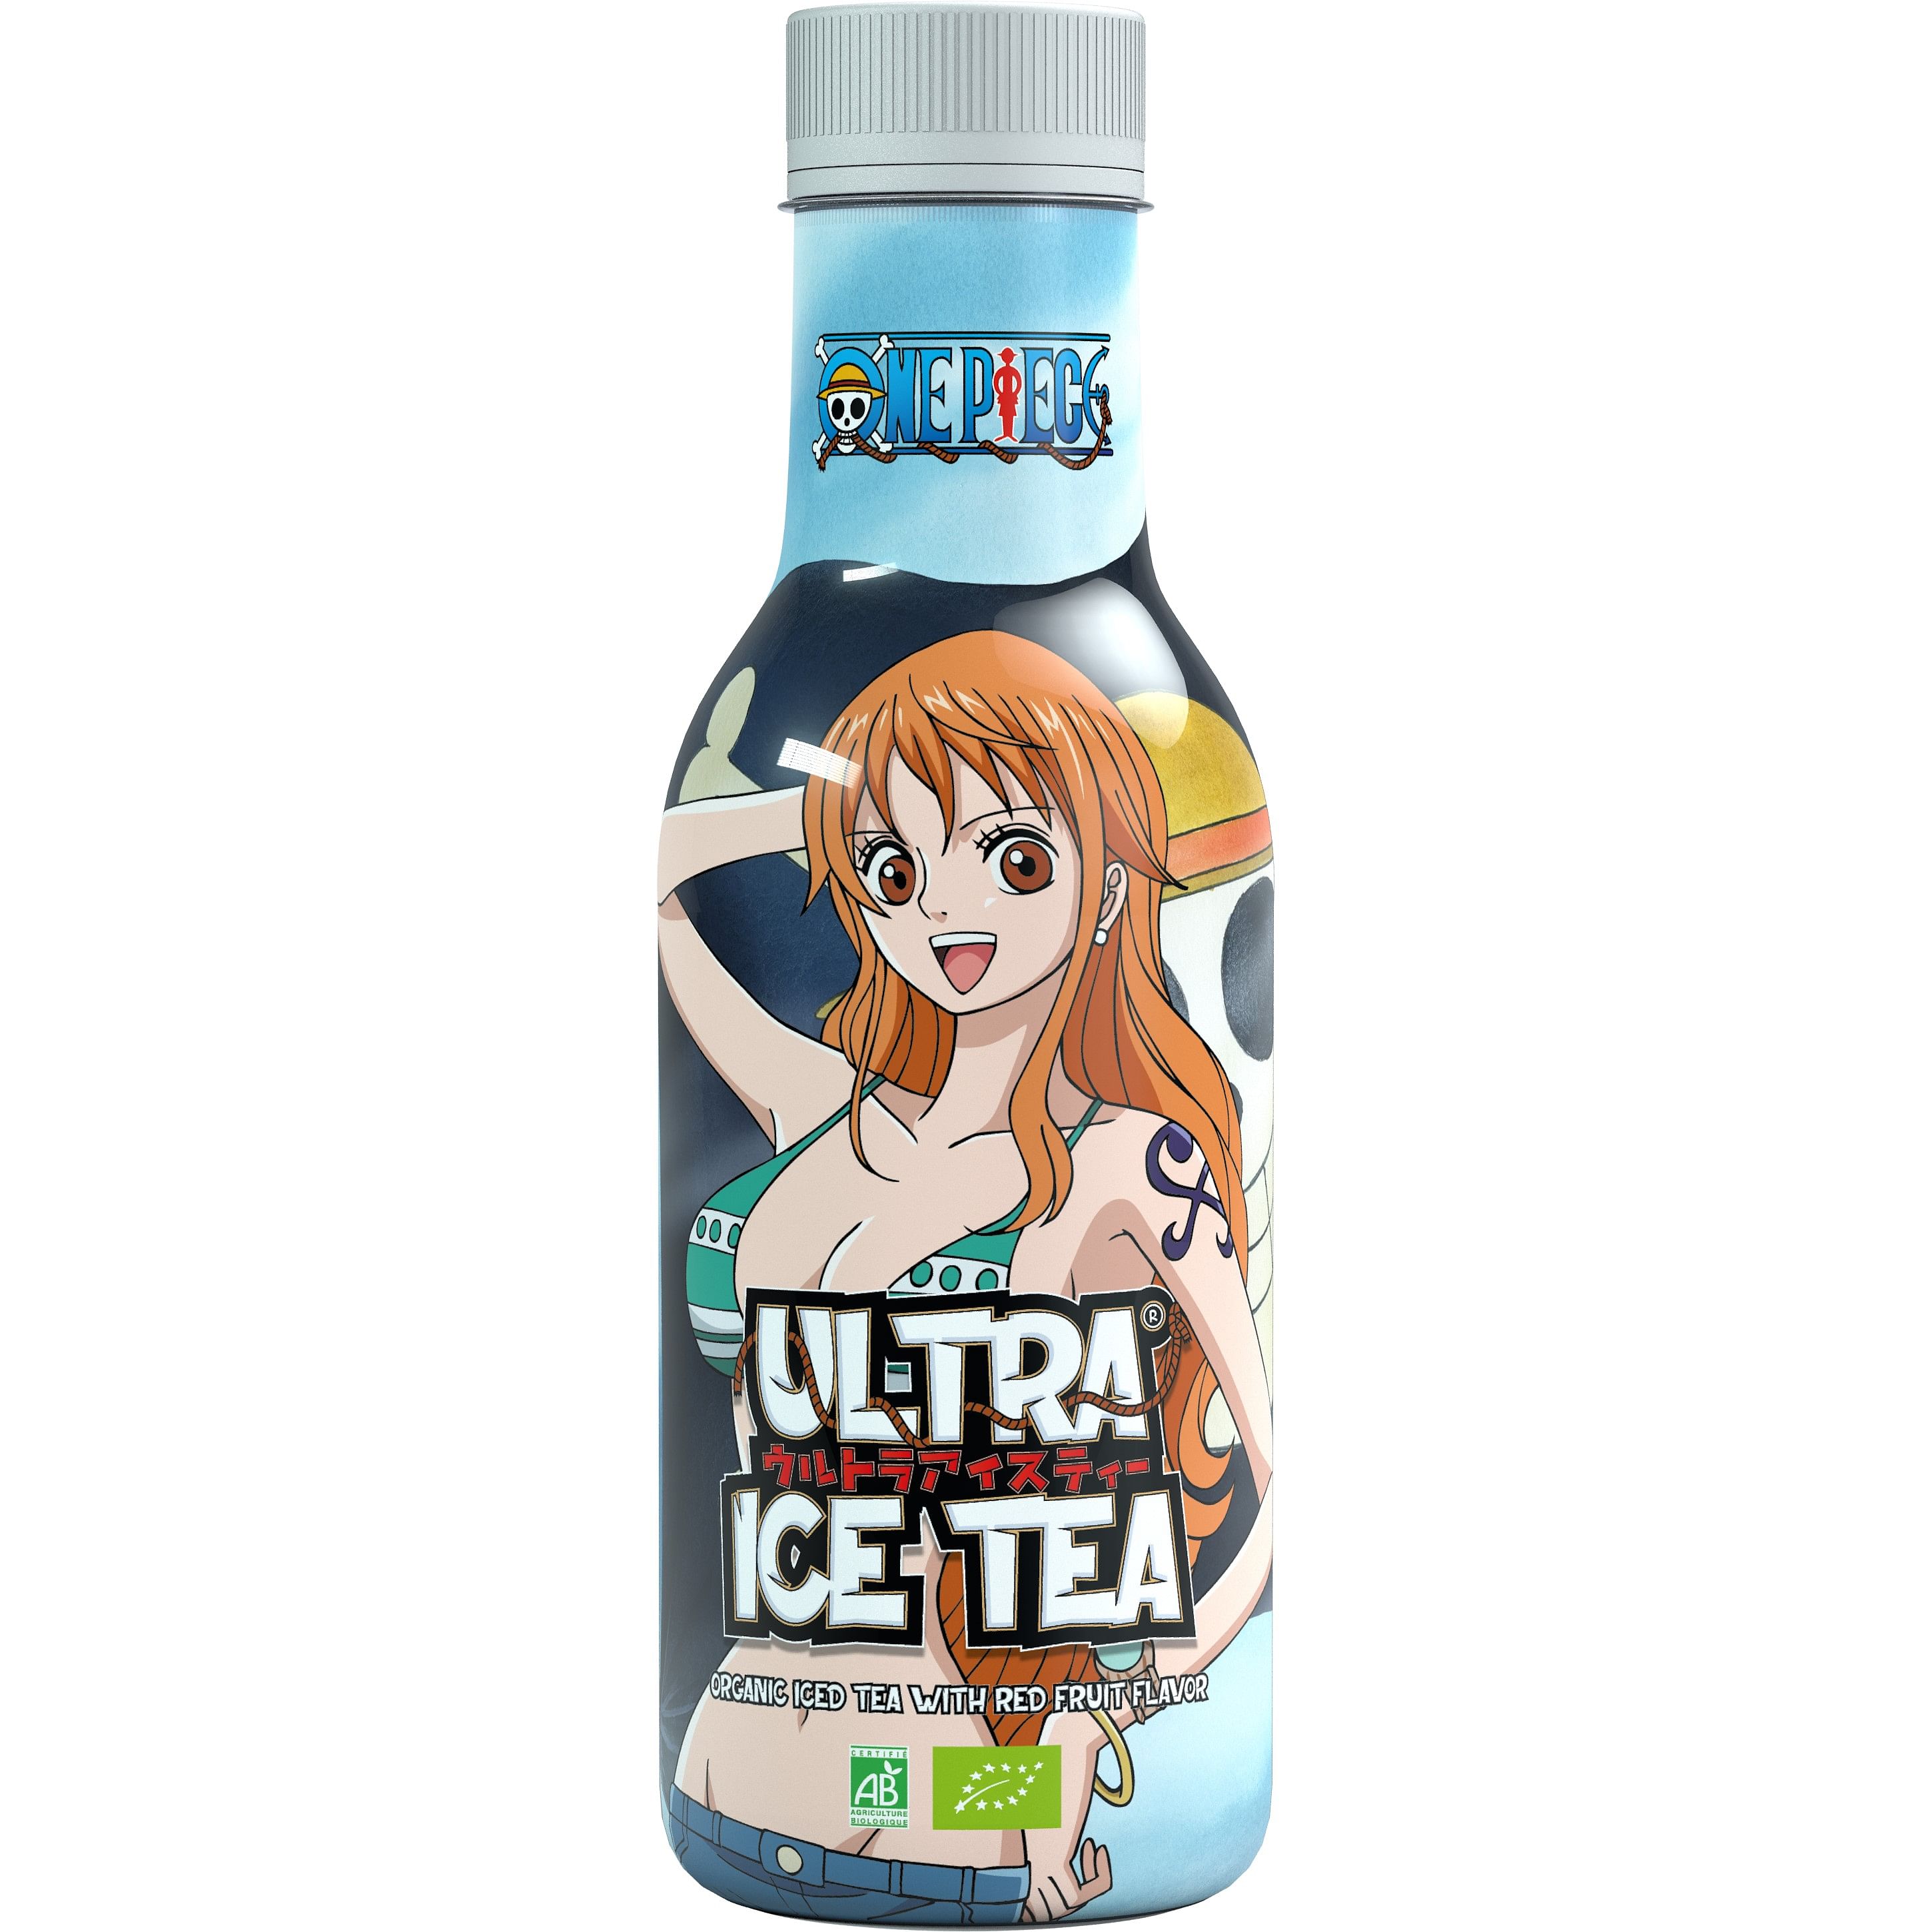 ONE PIECE
ULTRA®
ウルトラアイスティー
ICE TEA
ORGANIC ICED TEA WITH RED FRUIT FLAVOR
CERTIFIÉ
AB
AGRICULTURE
BIOLOGIQUE